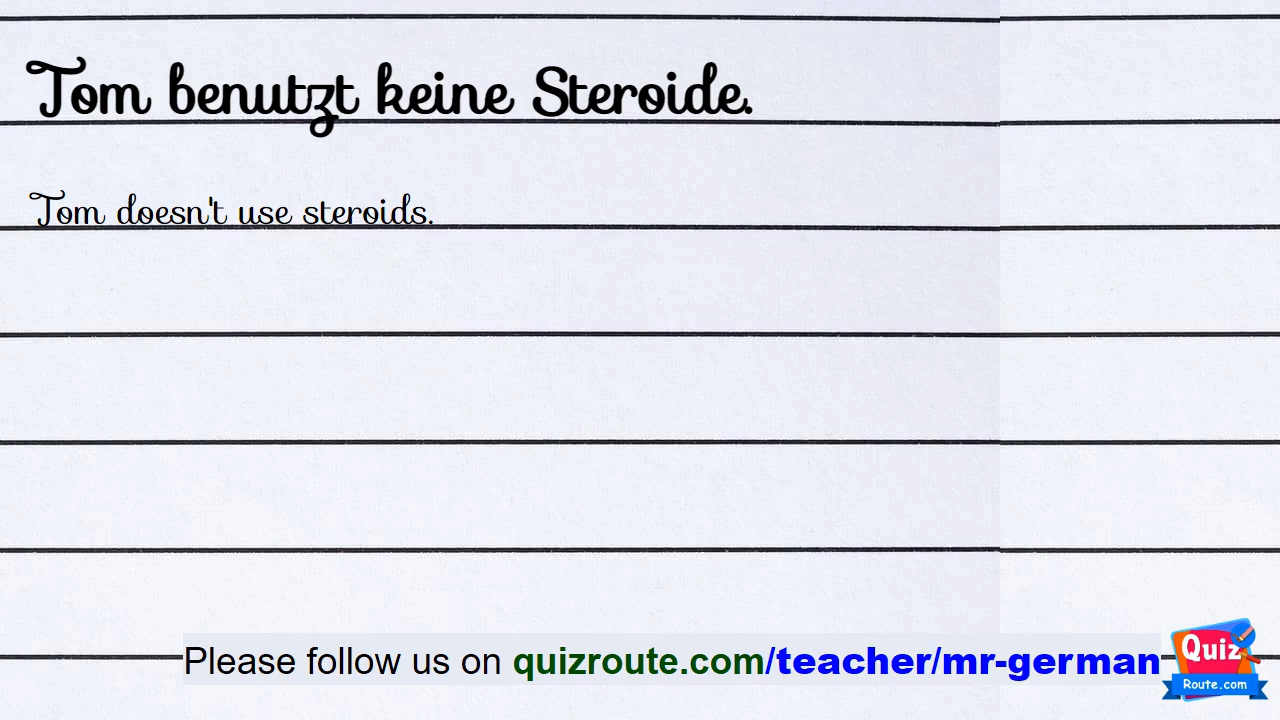 Tom benutzt keine Steroide.
Tom doesn't use steroids.
Please follow us on quizroute.com/teacher/mr-german
Quiz
Route.com